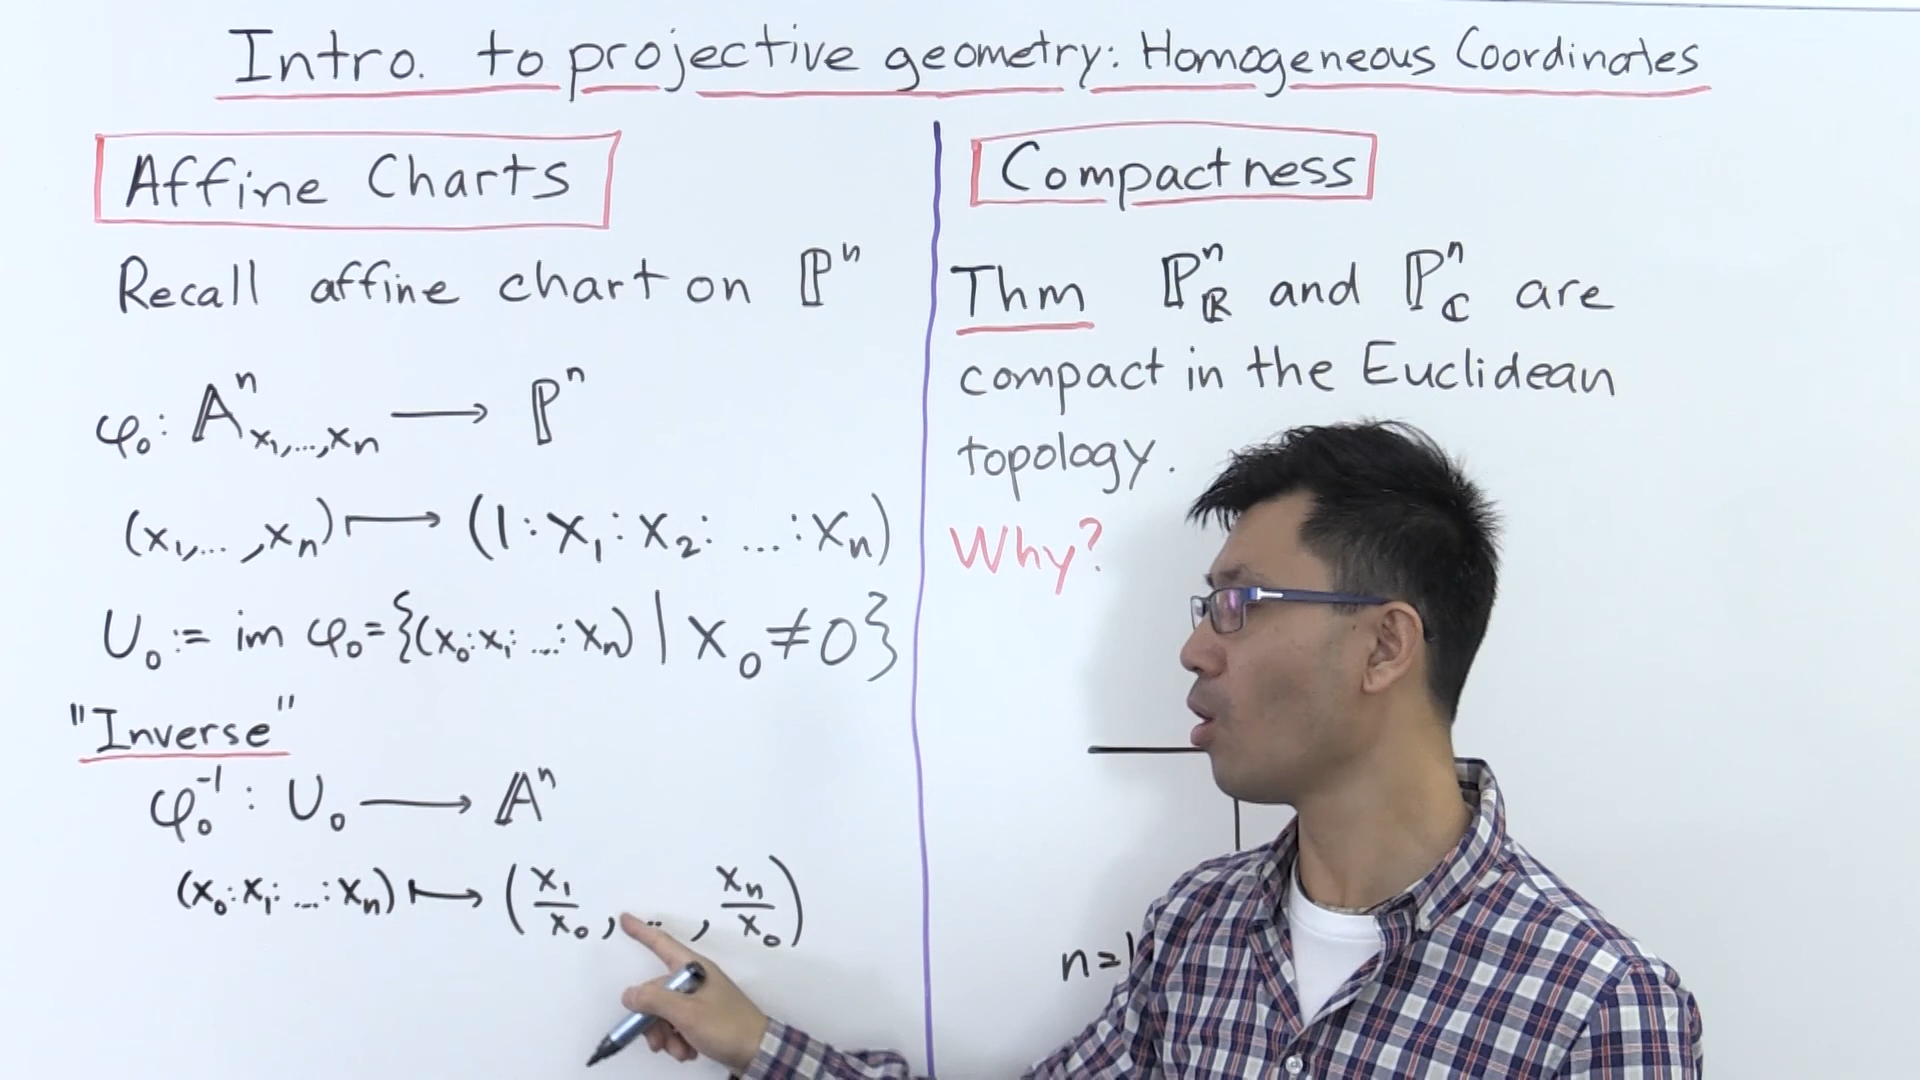 Intro. to projective geometry: Homogeneous Coordinates
Affine Charts
Recall affine chart on ℙⁿ
φ₀: 𝔸ⁿ_{x₁,...,xₙ} ⟶ ℙⁿ
(x₁,...,xₙ) ⟼ (1:x₁:x₂: ...:xₙ)
U₀ := im φ₀ = {(x₀:x₁: ...:xₙ) | x₀ ≠ 0}
"Inverse"
φ₀⁻¹ : U₀ ⟶ 𝔸ⁿ
(x₀:x₁: ...:xₙ) ⟼ (x₁/x₀, ..., xₙ/x₀)
Compactness
Thm ℙⁿ_ℝ and ℙⁿ_ℂ are
compact in the Euclidean
topology.
Why?
n=1